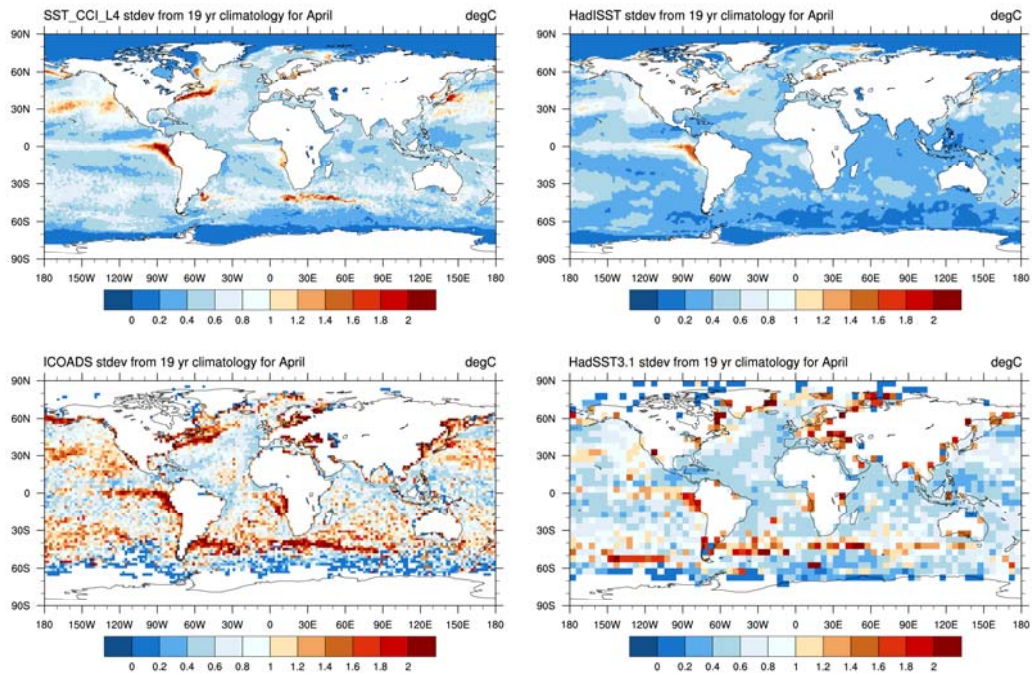 SST_CCI_L4 stdev from 19 yr climatology for April degC
90N
60N
30N
0
30S
60S
90S
180 150W 120W 90W 60W 30W 0 30E 60E 90E 120E 150E 180
0 0.2 0.4 0.6 0.8 1 1.2 1.4 1.6 1.8 2
HadISST stdev from 19 yr climatology for April degC
90N
60N
30N
0
30S
60S
90S
180 150W 120W 90W 60W 30W 0 30E 60E 90E 120E 150E 180
0 0.2 0.4 0.6 0.8 1 1.2 1.4 1.6 1.8 2
ICOADS stdev from 19 yr climatology for April degC
90N
60N
30N
0
30S
60S
90S
180 150W 120W 90W 60W 30W 0 30E 60E 90E 120E 150E 180
0 0.2 0.4 0.6 0.8 1 1.2 1.4 1.6 1.8 2
HadSST3.1 stdev from 19 yr climatology for April degC
90N
60N
30N
0
30S
60S
90S
180 150W 120W 90W 60W 30W 0 30E 60E 90E 120E 150E 180
0 0.2 0.4 0.6 0.8 1 1.2 1.4 1.6 1.8 2